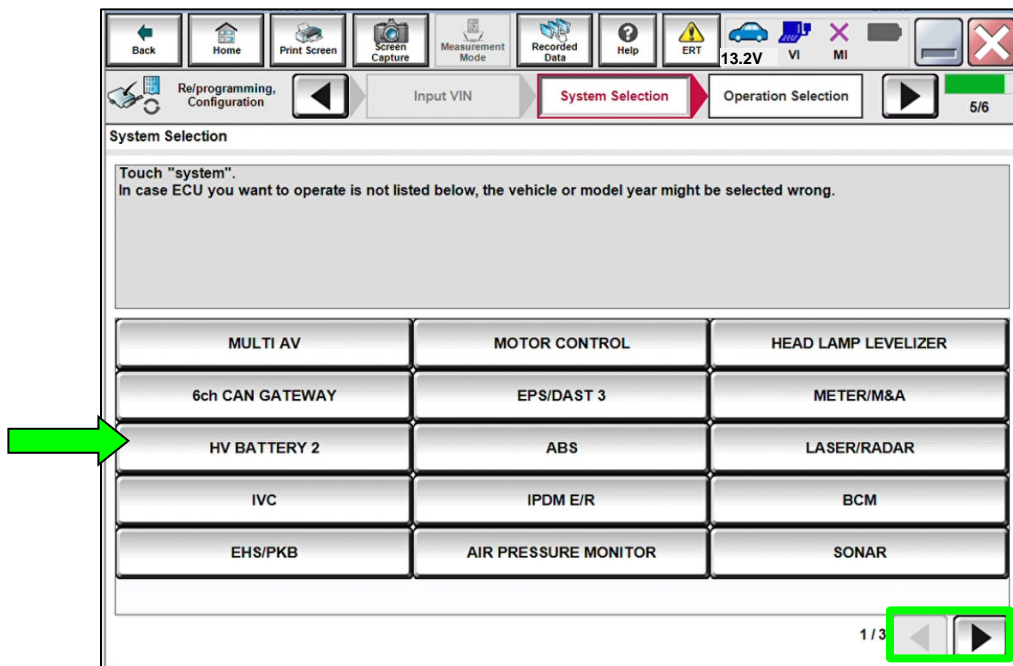 Back
Home
Print Screen
Screen
Capture
Measurement
Mode
Recorded
Data
Help
ERT
13.2V
VI
MI
Re/programming,
Configuration
Input VIN
System Selection
Operation Selection
5/6
System Selection
Touch "system".
In case ECU you want to operate is not listed below, the vehicle or model year might be selected wrong.
MULTI AV
MOTOR CONTROL
HEAD LAMP LEVELIZER
6ch CAN GATEWAY
EPS/DAST 3
METER/M&A
HV BATTERY 2
ABS
LASER/RADAR
IVC
IPDM E/R
BCM
EHS/PKB
AIR PRESSURE MONITOR
SONAR
1/3